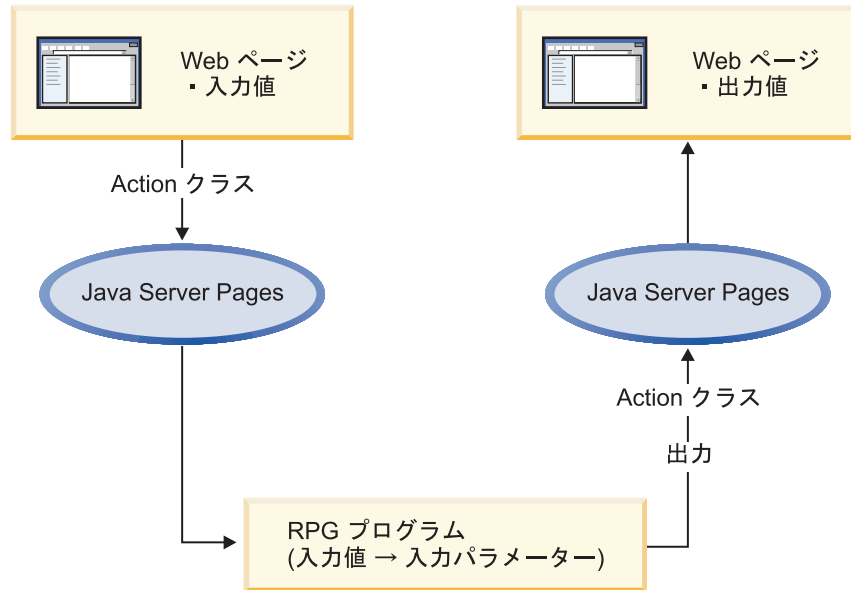 Web ページ
▪ 入力値
Action クラス
Java Server Pages
RPG プログラム
(入力値 → 入力パラメーター)
出力
Action クラス
Java Server Pages
Web ページ
▪ 出力値